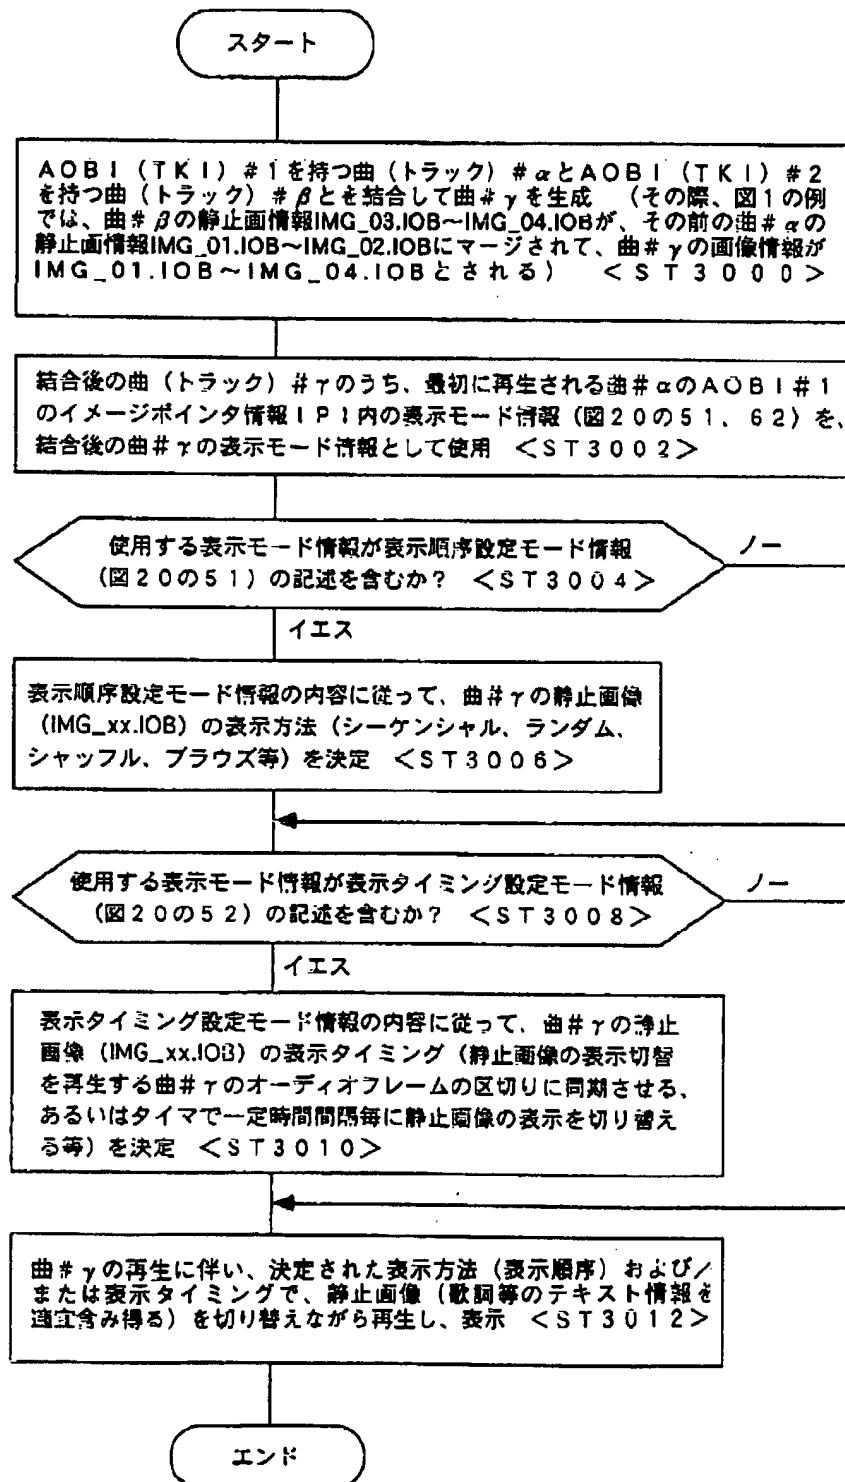 スタート
AOBI(TKI)#1を持つ曲(トラック)#αとAOBI(TKI)#2
を持つ曲(トラック)#βとを結合して曲#γを生成 (その際、図1の例
では、曲#βの静止画情報IMG_03.IOB~IMG_04.IOBが、その前の曲#αの
静止画情報IMG_01.IOB~IMG_02.IOBにマージされて、曲#γの画像情報が
IMG_01.IOB~IMG_04.IOBとされる) <ST3000>
結合後の曲(トラック)#γのうち、最初に再生される曲#αのAOBI#1
のイメージポインタ情報IPI内の表示モード情報(図20の51、62)を、
結合後の曲#γの表示モード情報として使用 <ST3002>
使用する表示モード情報が表示順序設定モード情報
(図20の51)の記述を含むか? <ST3004>
ノー
イエス
表示順序設定モード情報の内容に従って、曲#γの静止画像
(IMG_xx.IOB)の表示方法(シーケンシャル、ランダム、
シャッフル、ブラウズ等)を決定 <ST3006>
使用する表示モード情報が表示タイミング設定モード情報
(図20の52)の記述を含むか? <ST3008>
ノー
イエス
表示タイミング設定モード情報の内容に従って、曲#γの静止
画像(IMG_xx.IOB)の表示タイミング(静止画像の表示切替
を再生する曲#γのオーディオフレームの区切りに同期させる、
あるいはタイマで一定時間間隔毎に静止画像の表示を切り替え
る等)を決定 <ST3010>
曲#γの再生に伴い、決定された表示方法(表示順序)および/
または表示タイミングで、静止画像(歌詞等のテキスト情報を
適宜含み得る)を切り替えながら再生し、表示 <ST3012>
エンド